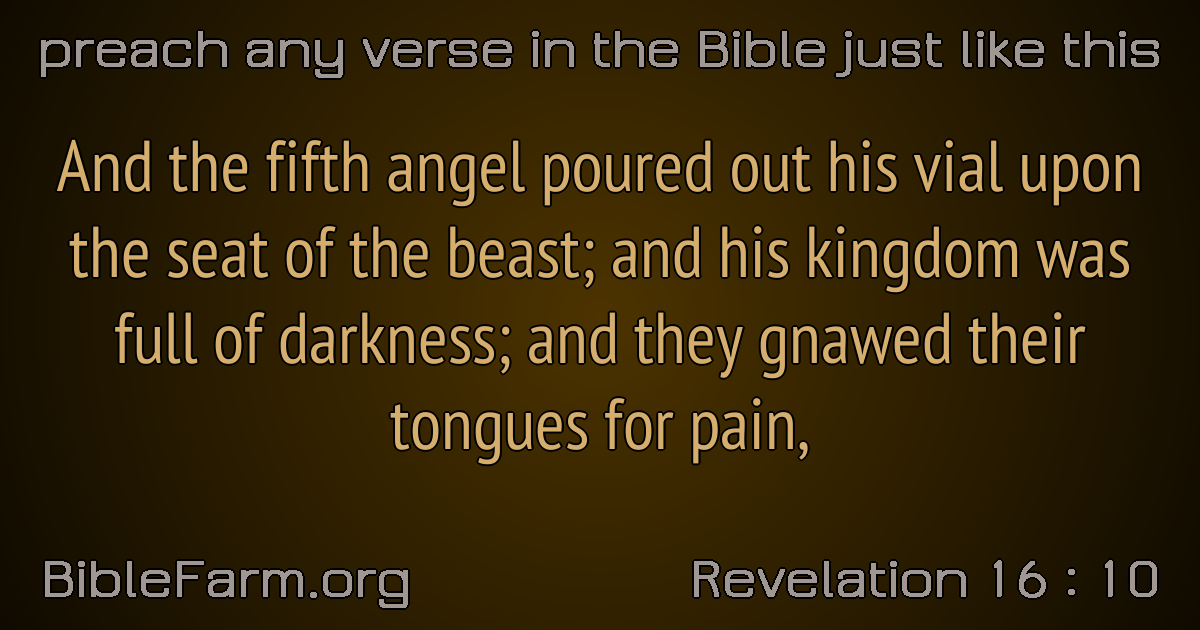 preach any verse in the Bible just like this
And the fifth angel poured out his vial upon
the seat of the beast; and his kingdom was
full of darkness; and they gnawed their
tongues for pain,
BibleFarm.org
Revelation 16 : 10